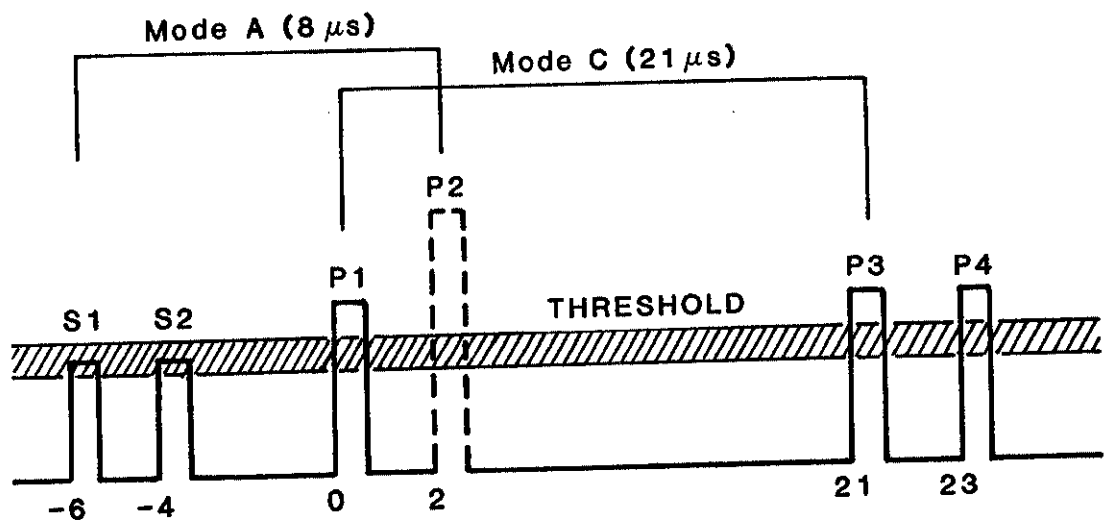 Mode A (8 μs)
Mode C (21 μs)
P2
P1
P3
P4
S1
S2
THRESHOLD
-6
-4
0
2
21
23